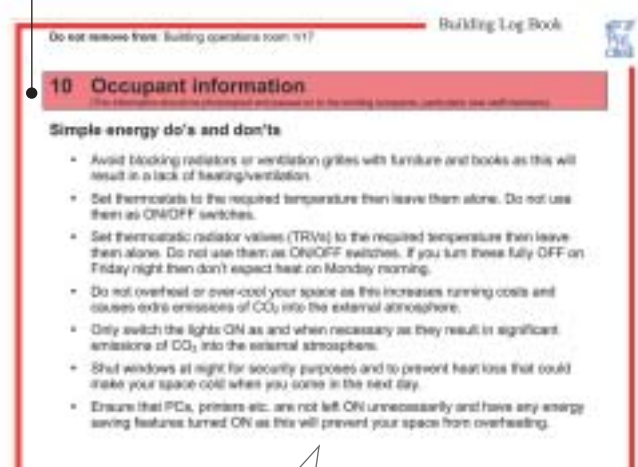 Building Log Book
Do not remove from: Building operations room 1/17
10 Occupant information
Simple energy do's and don'ts
• Avoid blocking radiators or ventilation grilles with furniture and books as this will
result in a lack of heating/ventilation.
• Set thermostats to the required temperature then leave them alone. Do not use
them as ON/OFF switches.
• Set thermostatic radiator valves (TRVs) to the required temperature then leave
them alone. Do not use them as ON/OFF switches. If you turn these fully OFF on
Friday night then don't expect heat on Monday morning.
• Do not overheat or over-cool your space as this increases running costs and
causes extra emissions of CO₂ into the external atmosphere.
• Only switch the lights ON as and when necessary as they result in significant
emissions of CO₂ into the external atmosphere.
• Shut windows at night for security purposes and to prevent heat loss that could
make your space cold when you come in the next day.
• Ensure that PCs, printers etc. are not left ON unnecessarily and have any energy
saving features turned ON as this will prevent your space from overheating.